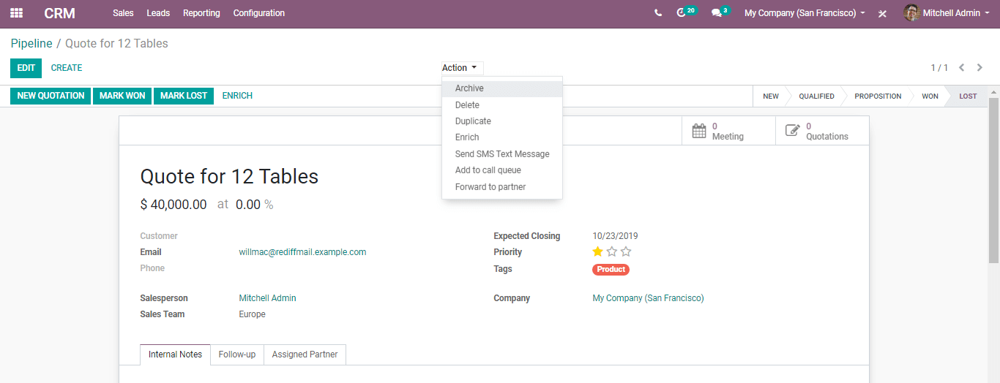 CRM Sales Leads Reporting Configuration 20 3 My Company (San Francisco) Mitchell Admin
Pipeline / Quote for 12 Tables
EDIT CREATE Action 1 / 1
NEW QUOTATION MARK WON MARK LOST ENRICH NEW QUALIFIED PROPOSITION WON LOST
Archive
Delete
Duplicate
Enrich
Send SMS Text Message
Add to call queue
Forward to partner
0
Meeting
0
Quotations
Quote for 12 Tables
$ 40,000.00 at 0.00 %
Customer
Email willmac@rediffmail.example.com
Phone
Expected Closing 10/23/2019
Priority
Tags Product
Salesperson Mitchell Admin
Sales Team Europe
Company My Company (San Francisco)
Internal Notes Follow-up Assigned Partner